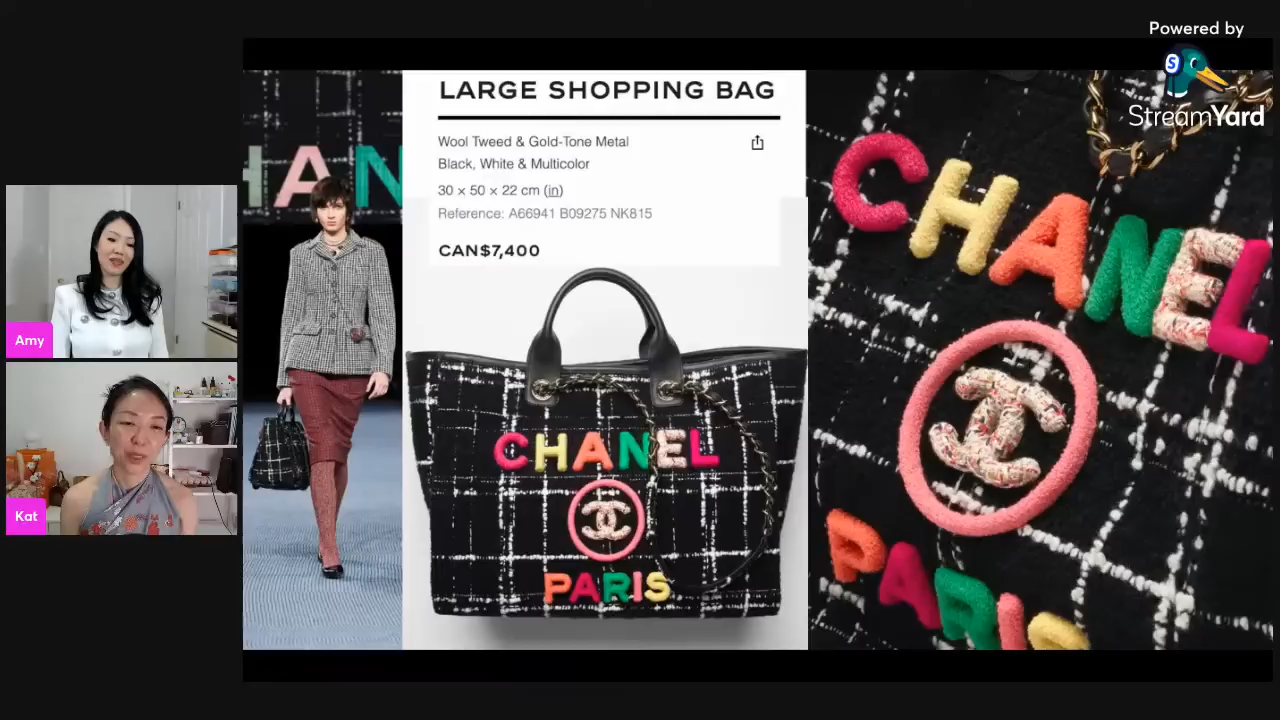 Powered by
S
StreamYard
Amy
Kat
HAN
LARGE SHOPPING BAG
Wool Tweed & Gold-Tone Metal
Black, White & Multicolor
30 × 50 × 22 cm (in)
Reference: A66941 B09275 NK815
CAN$7,400
CHANEL
PARIS
CHANEL
PARIS